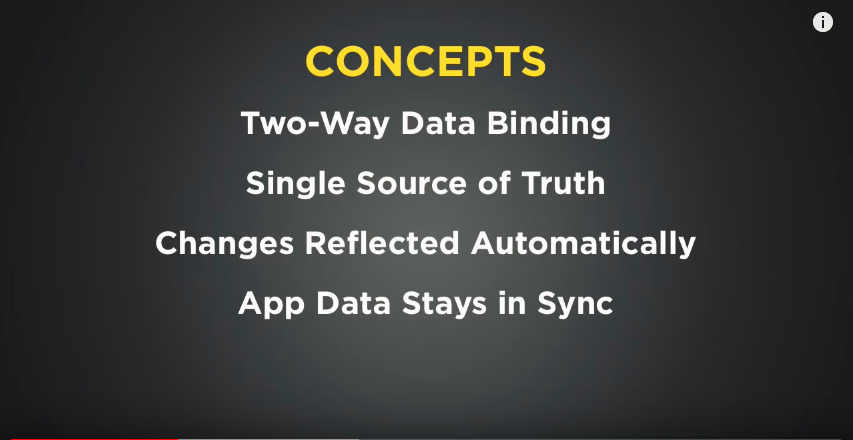 CONCEPTS
Two-Way Data Binding
Single Source of Truth
Changes Reflected Automatically
App Data Stays in Sync